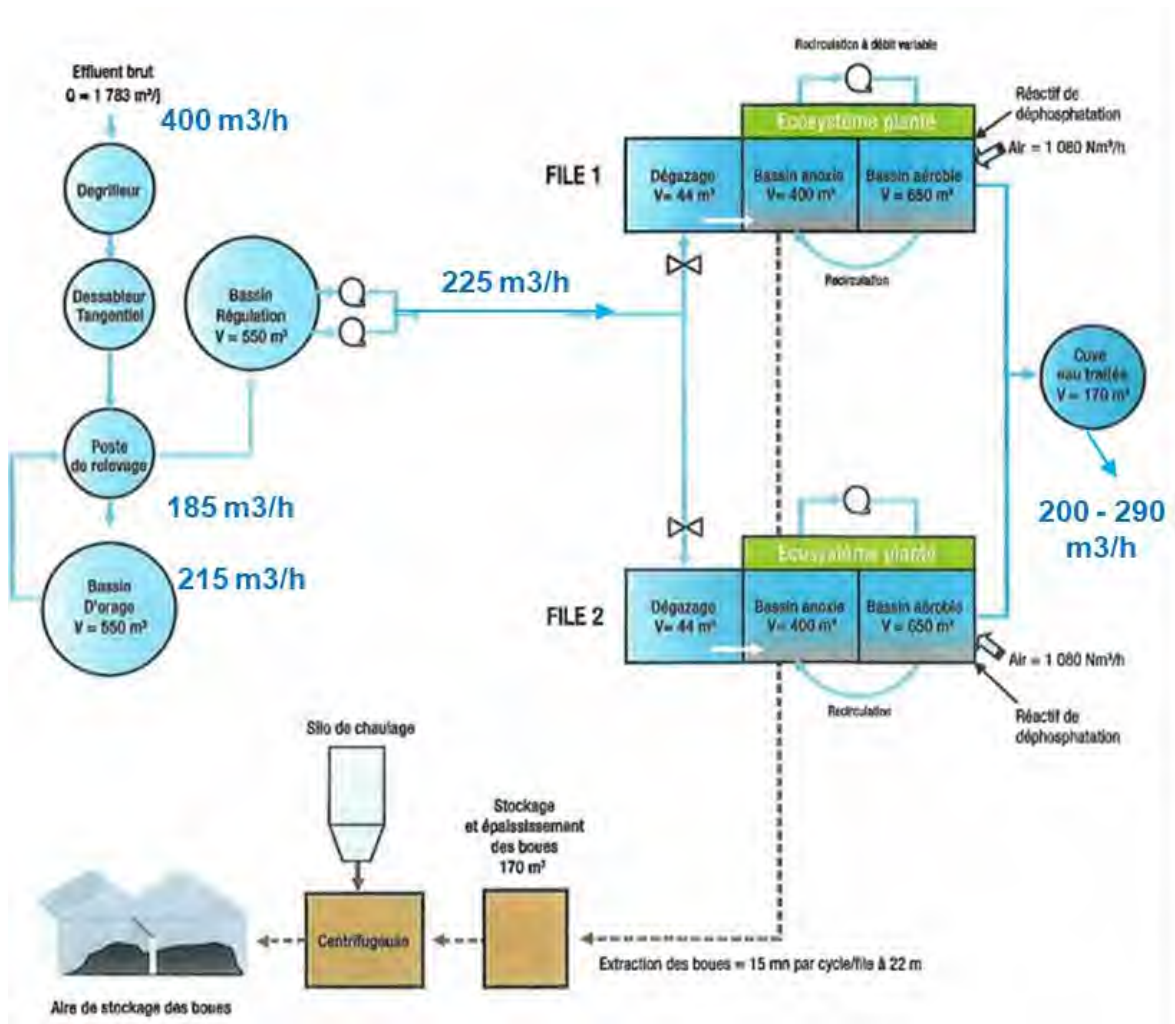 Effluent brut
Q = 1 783 m³/j
400 m3/h
Degrilleur
Dessableur
Tangentiel
Bassin
Régulation
V = 550 m³
Poste
de relevage
185 m3/h
Bassin
D'orage
V = 550 m³
215 m3/h
225 m3/h
Recirculation à débit variable
Ecosystème planté
Réactif de
déphosphatation
Air = 1 080 Nm³/h
FILE 1
Dégazage
V= 44 m³
Bassin anoxie
V= 400 m³
Bassin aérobie
V = 650 m³
Recirculation
Cuve
eau traitée
V = 170 m³
200 - 290
m3/h
Ecosystème planté
FILE 2
Dégazage
V= 44 m³
Bassin anoxie
V= 400 m³
Bassin aérobie
V = 650 m³
Air = 1 080 Nm³/h
Recirculation
Réactif de
déphosphatation
Silo de chaulage
Stockage
et épaississement
des boues
170 m³
Centrifugeuse
Extraction des boues = 15 mn par cycle/file à 22 m
Aire de stockage des boues